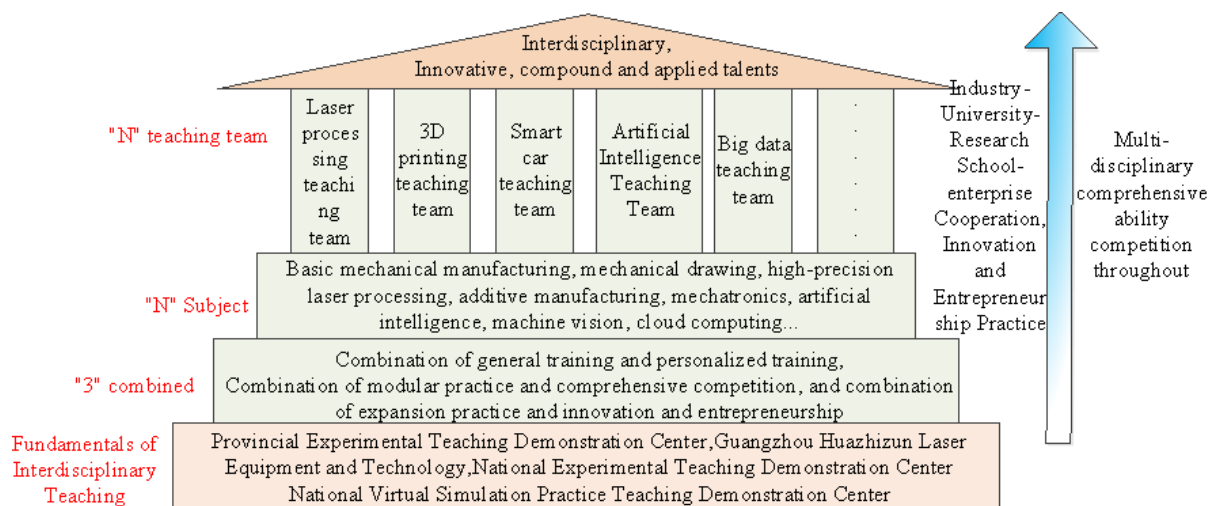 Interdisciplinary,
Innovative, compound and applied talents
"N" teaching team
Laser
proces
sing
teachi
ng
team
3D
printing
teaching
team
Smart
car
teaching
team
Artificial
Intelligence
Teaching
Team
Big data
teaching
team
.
.
.
.
.
.
"N" Subject
Basic mechanical manufacturing, mechanical drawing, high-precision
laser processing, additive manufacturing, mechatronics, artificial
intelligence, machine vision, cloud computing...
"3" combined
Combination of general training and personalized training,
Combination of modular practice and comprehensive competition, and combination
of expansion practice and innovation and entrepreneurship
Fundamentals of
Interdisciplinary
Teaching
Provincial Experimental Teaching Demonstration Center,Guangzhou Huazhizun Laser
Equipment and Technology,National Experimental Teaching Demonstration Center
National Virtual Simulation Practice Teaching Demonstration Center
Industry-
University-
Research
School-
enterprise
Cooperation,
Innovation
and
Entrepreneur
ship Practice
Multi-
disciplinary
comprehensive
ability
competition
throughout